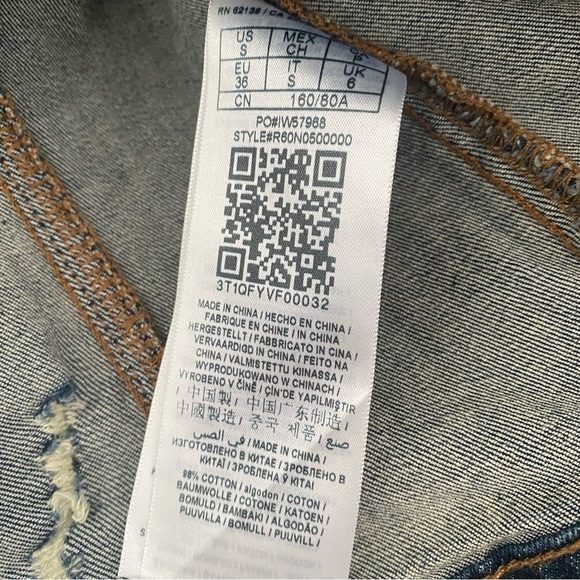 RN 62136 / CA
US MEX
S CH
EU IT UK
36 S 6
CN 160/80A
PO#IW57968
STYLE#R60N0500000
3T1QFYVF00032
MADE IN CHINA / HECHO EN CHINA /
FABRIQUE EN CHINE / IN CHINA
HERGESTELLT / FABBRICATO IN CINA /
VERVAARDIGD IN CHINA / FEITO NA
CHINA / VALMISTETTU KIINASSA /
WYPRODUKOWANO W CHINACH /
VYROBENO V ČÍNĚ / ÇİN'DE YAPILMIŞTIR
/ 中国製 / 中国广东制造 /
中國製造 / 중국 제품 / صنع
في الصين / MADE IN CHINA /
ИЗГОТОВЛЕНО В КИТАЕ / ЗРОБЛЕНО В
КИТАЇ / ЗРОБЛЕНА Ў КІТАІ
98% COTTON / algodon / COTON /
BAUMWOLLE / COTONE / KATOEN /
BOMULD / BAMBAKI / ALGODÃO /
PUUVILLA / BOMULL / PUUVILL /
S